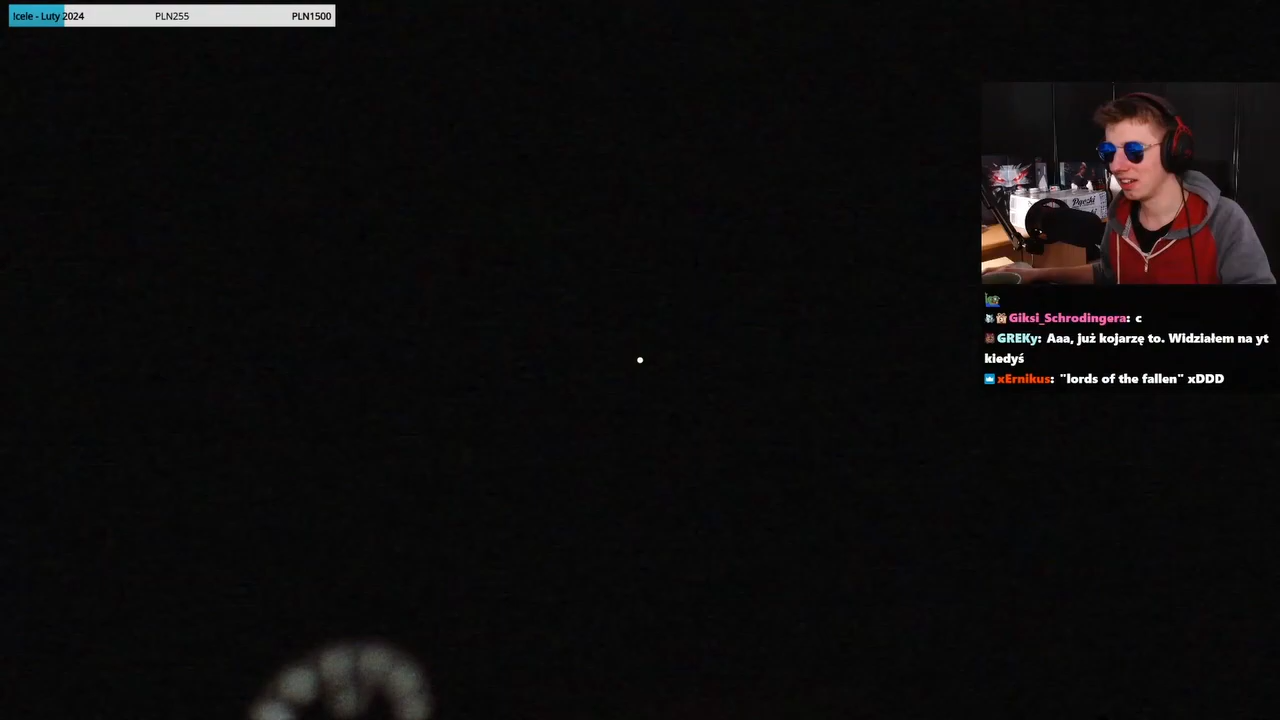 Icele - Luty 2024 PLN255 PLN1500
Giksi_Schrodingera: c
GREKy: Aaa, już kojarzę to. Widziałem na yt
kiedyś
xErnikus: "lords of the fallen" xDDD